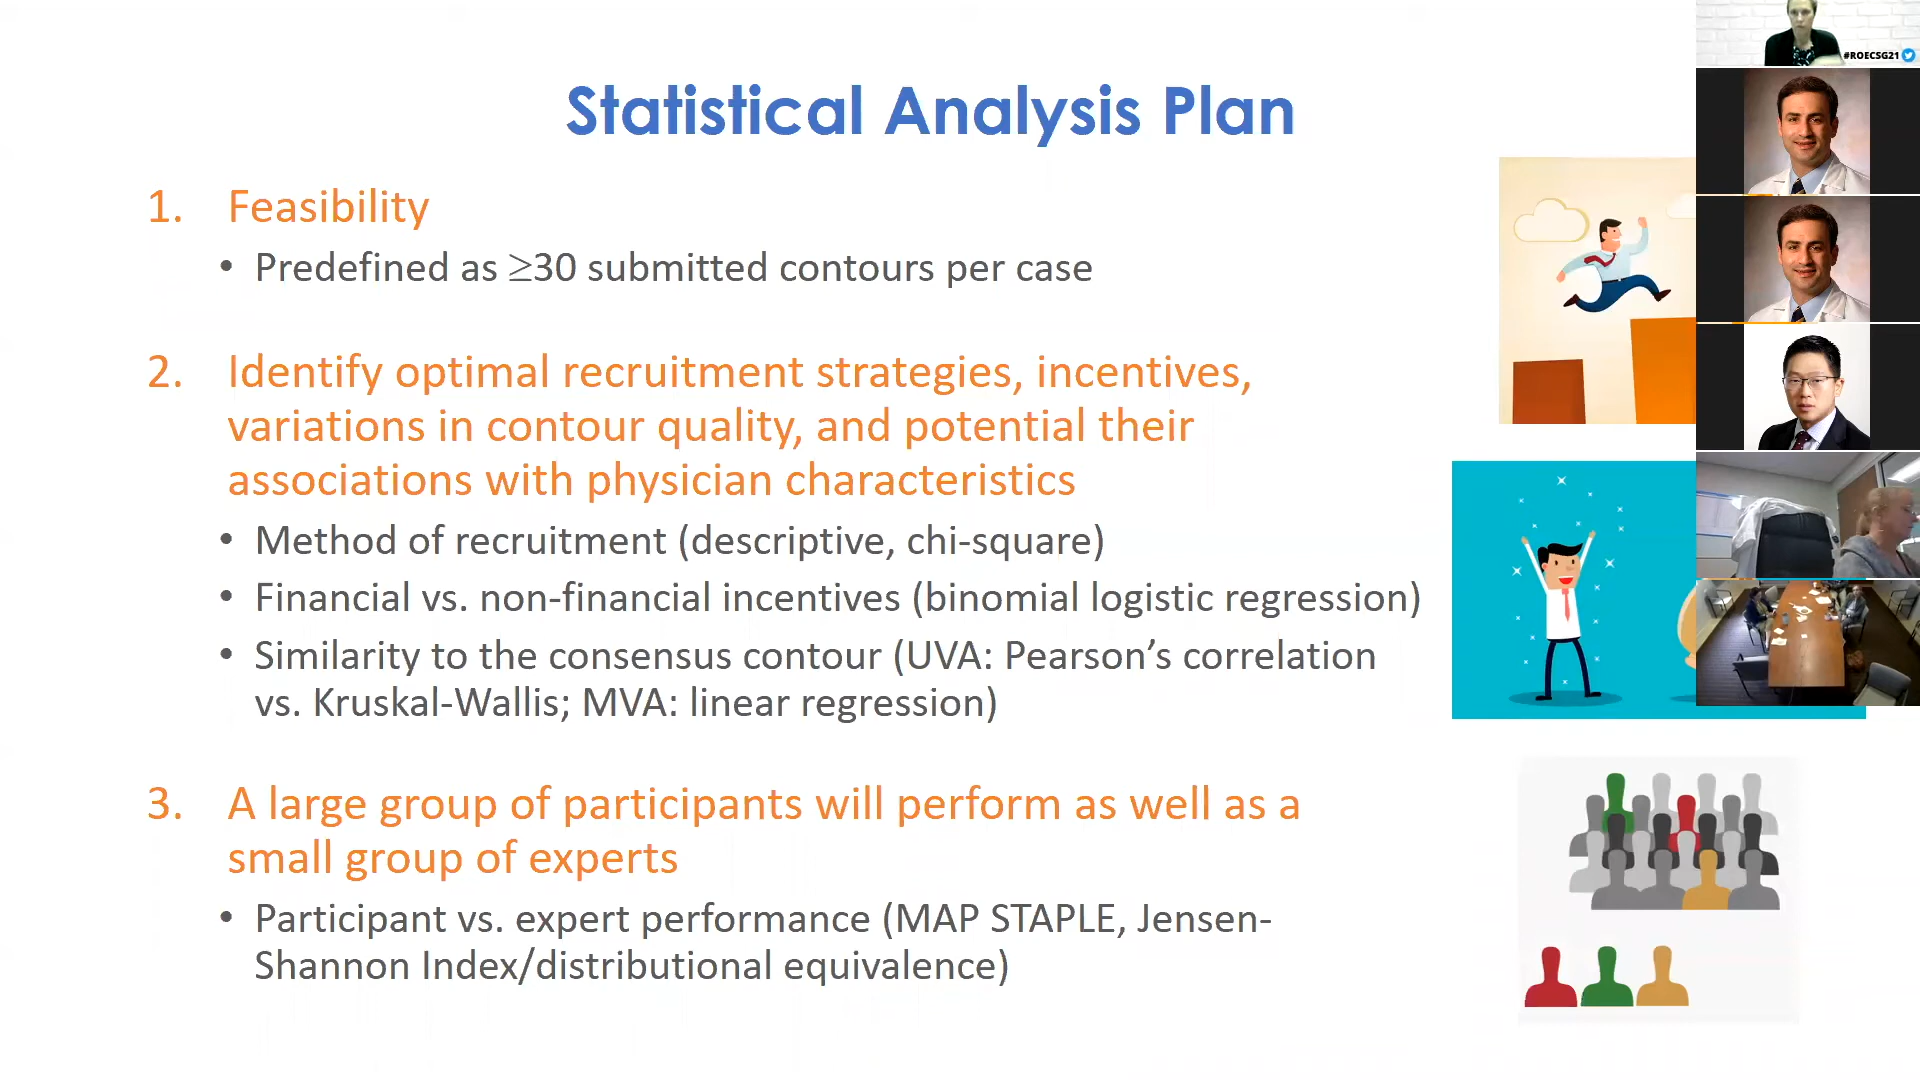 Statistical Analysis Plan
#ROECSG21
1. Feasibility
• Predefined as ≥30 submitted contours per case
2. Identify optimal recruitment strategies, incentives,
variations in contour quality, and potential their
associations with physician characteristics
• Method of recruitment (descriptive, chi-square)
• Financial vs. non-financial incentives (binomial logistic regression)
• Similarity to the consensus contour (UVA: Pearson’s correlation
vs. Kruskal-Wallis; MVA: linear regression)
3. A large group of participants will perform as well as a
small group of experts
• Participant vs. expert performance (MAP STAPLE, Jensen-
Shannon Index/distributional equivalence)